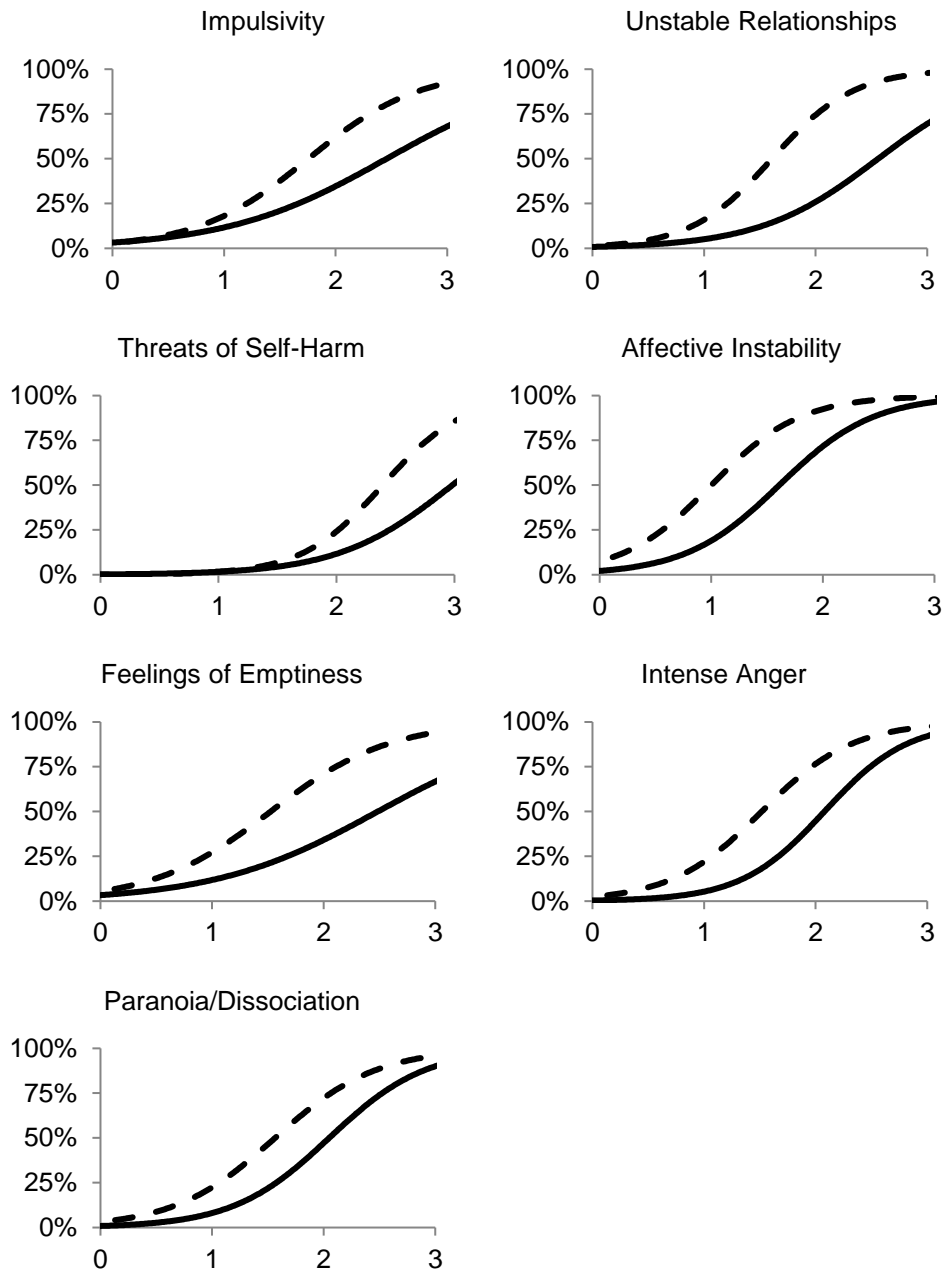 Impulsivity
100%
75%
50%
25%
0%
0 1 2 3
Unstable Relationships
100%
75%
50%
25%
0%
0 1 2 3
Threats of Self-Harm
100%
75%
50%
25%
0%
0 1 2 3
Affective Instability
100%
75%
50%
25%
0%
0 1 2 3
Feelings of Emptiness
100%
75%
50%
25%
0%
0 1 2 3
Intense Anger
100%
75%
50%
25%
0%
0 1 2 3
Paranoia/Dissociation
100%
75%
50%
25%
0%
0 1 2 3